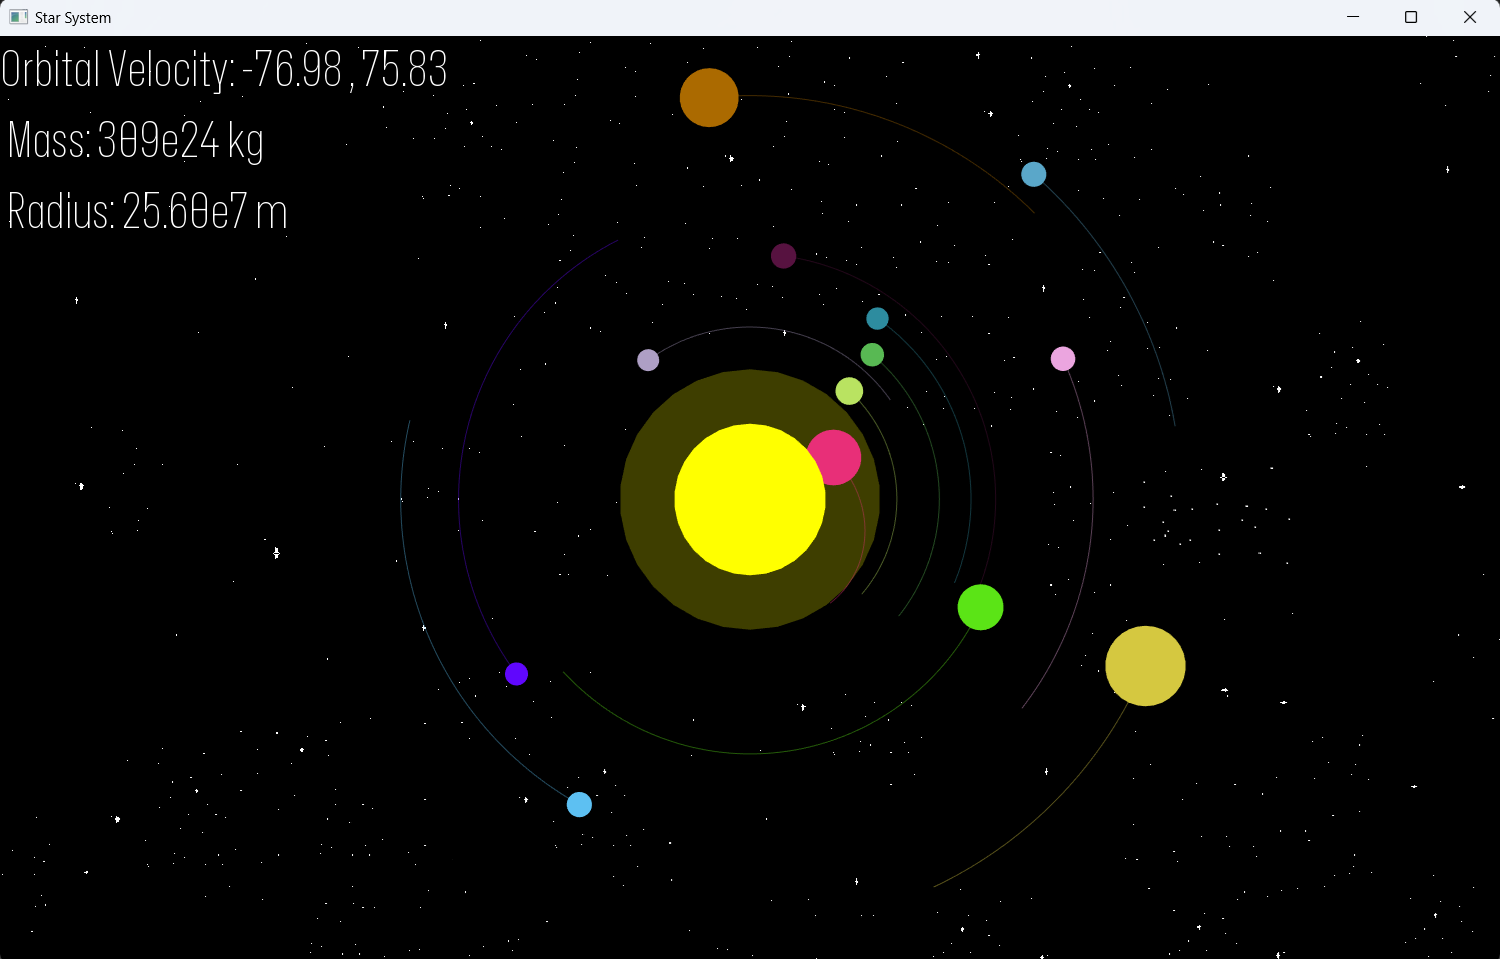 Star System
Orbital Velocity: -76.98 ,75.83
Mass: 309e24 kg
Radius: 25.60e7 m